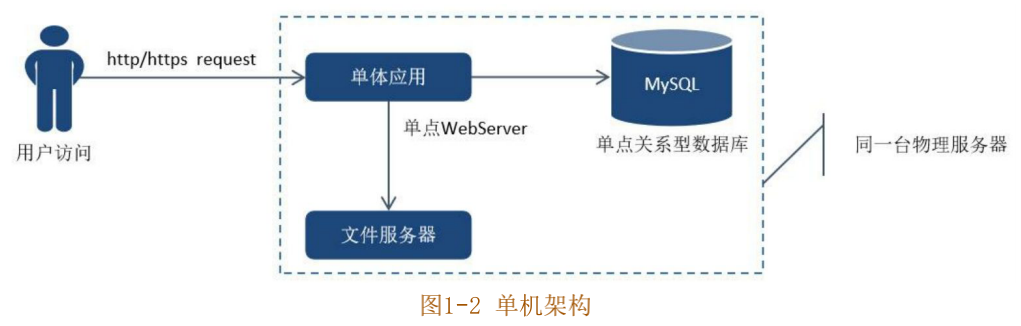 http/https request
单体应用
MySQL
单点WebServer
单点关系型数据库
用户访问
同一台物理服务器
文件服务器
图1-2 单机架构